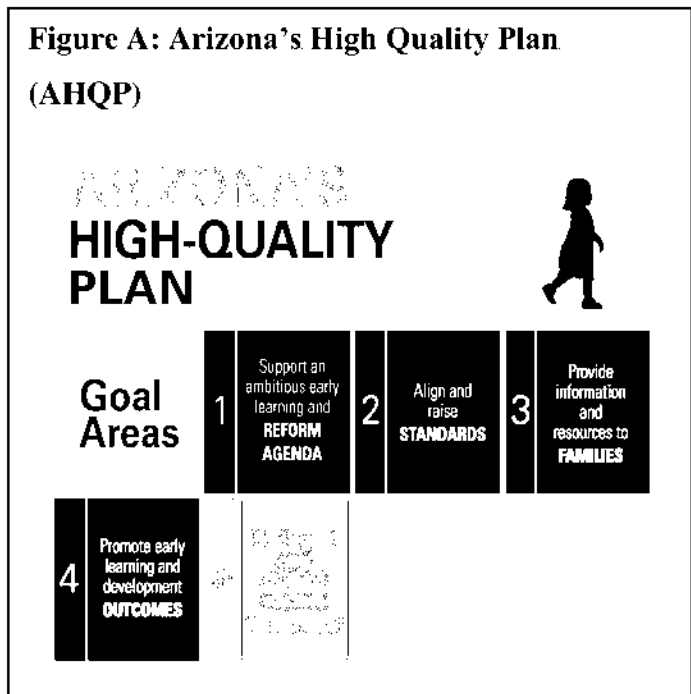 Figure A: Arizona's High Quality Plan
(AHQP)
ARIZONA'S
HIGH-QUALITY
PLAN
Goal
Areas
1
Support an
ambitious early
learning and
REFORM
AGENDA
2
Align and
raise
STANDARDS
3
Provide
information
and
resources to
FAMILIES
4
Promote early
learning and
development
OUTCOMES